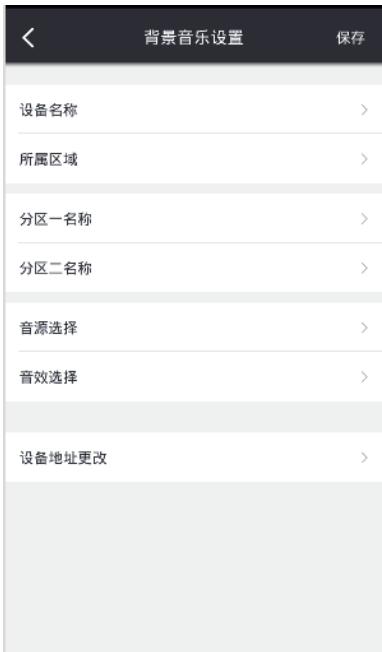 背景音乐设置 保存
设备名称
所属区域
分区一名称
分区二名称
音源选择
音效选择
设备地址更改